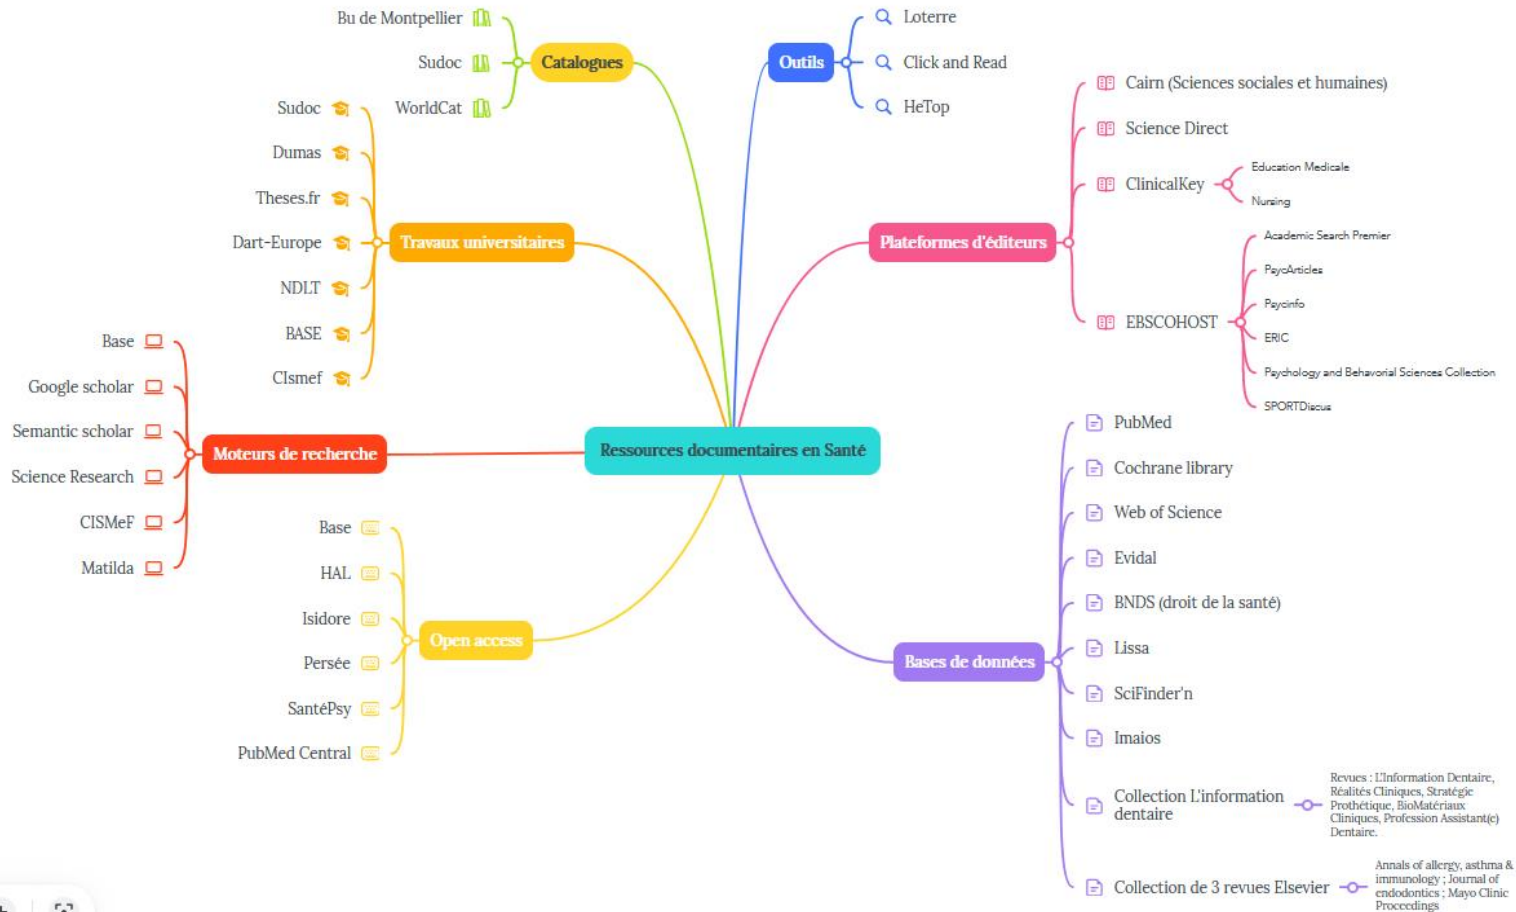 Bu de Montpellier
Sudoc
WorldCat
Catalogues
Outils
Loterre
Click and Read
HeTop
Sudoc
Dumas
Theses.fr
Dart-Europe
NDLT
BASE
CIsmef
Travaux universitaires
Plateformes d'éditeurs
Cairn (Sciences sociales et humaines)
Science Direct
ClinicalKey
Education Medicale
Nursing
EBSCOHOST
Academic Search Premier
PsycArticles
Psycinfo
ERIC
Psychology and Behavorial Sciences Collection
SPORTDiscus
Base
Google scholar
Semantic scholar
Science Research
CISMeF
Matilda
Moteurs de recherche
Ressources documentaires en Santé
Base
HAL
Isidore
Persée
SantéPsy
PubMed Central
Open access
Bases de données
PubMed
Cochrane library
Web of Science
Evidal
BNDS (droit de la santé)
Lissa
SciFinder'n
Imaios
Collection L'information
dentaire
Revues : L'Information Dentaire,
Réalités Cliniques, Stratégie
Prothétique, BioMatériaux
Cliniques, Profession Assistant(e)
Dentaire.
Collection de 3 revues Elsevier
Annals of allergy, asthma &
immunology ; Journal of
endodontics ; Mayo Clinic
Proceedings